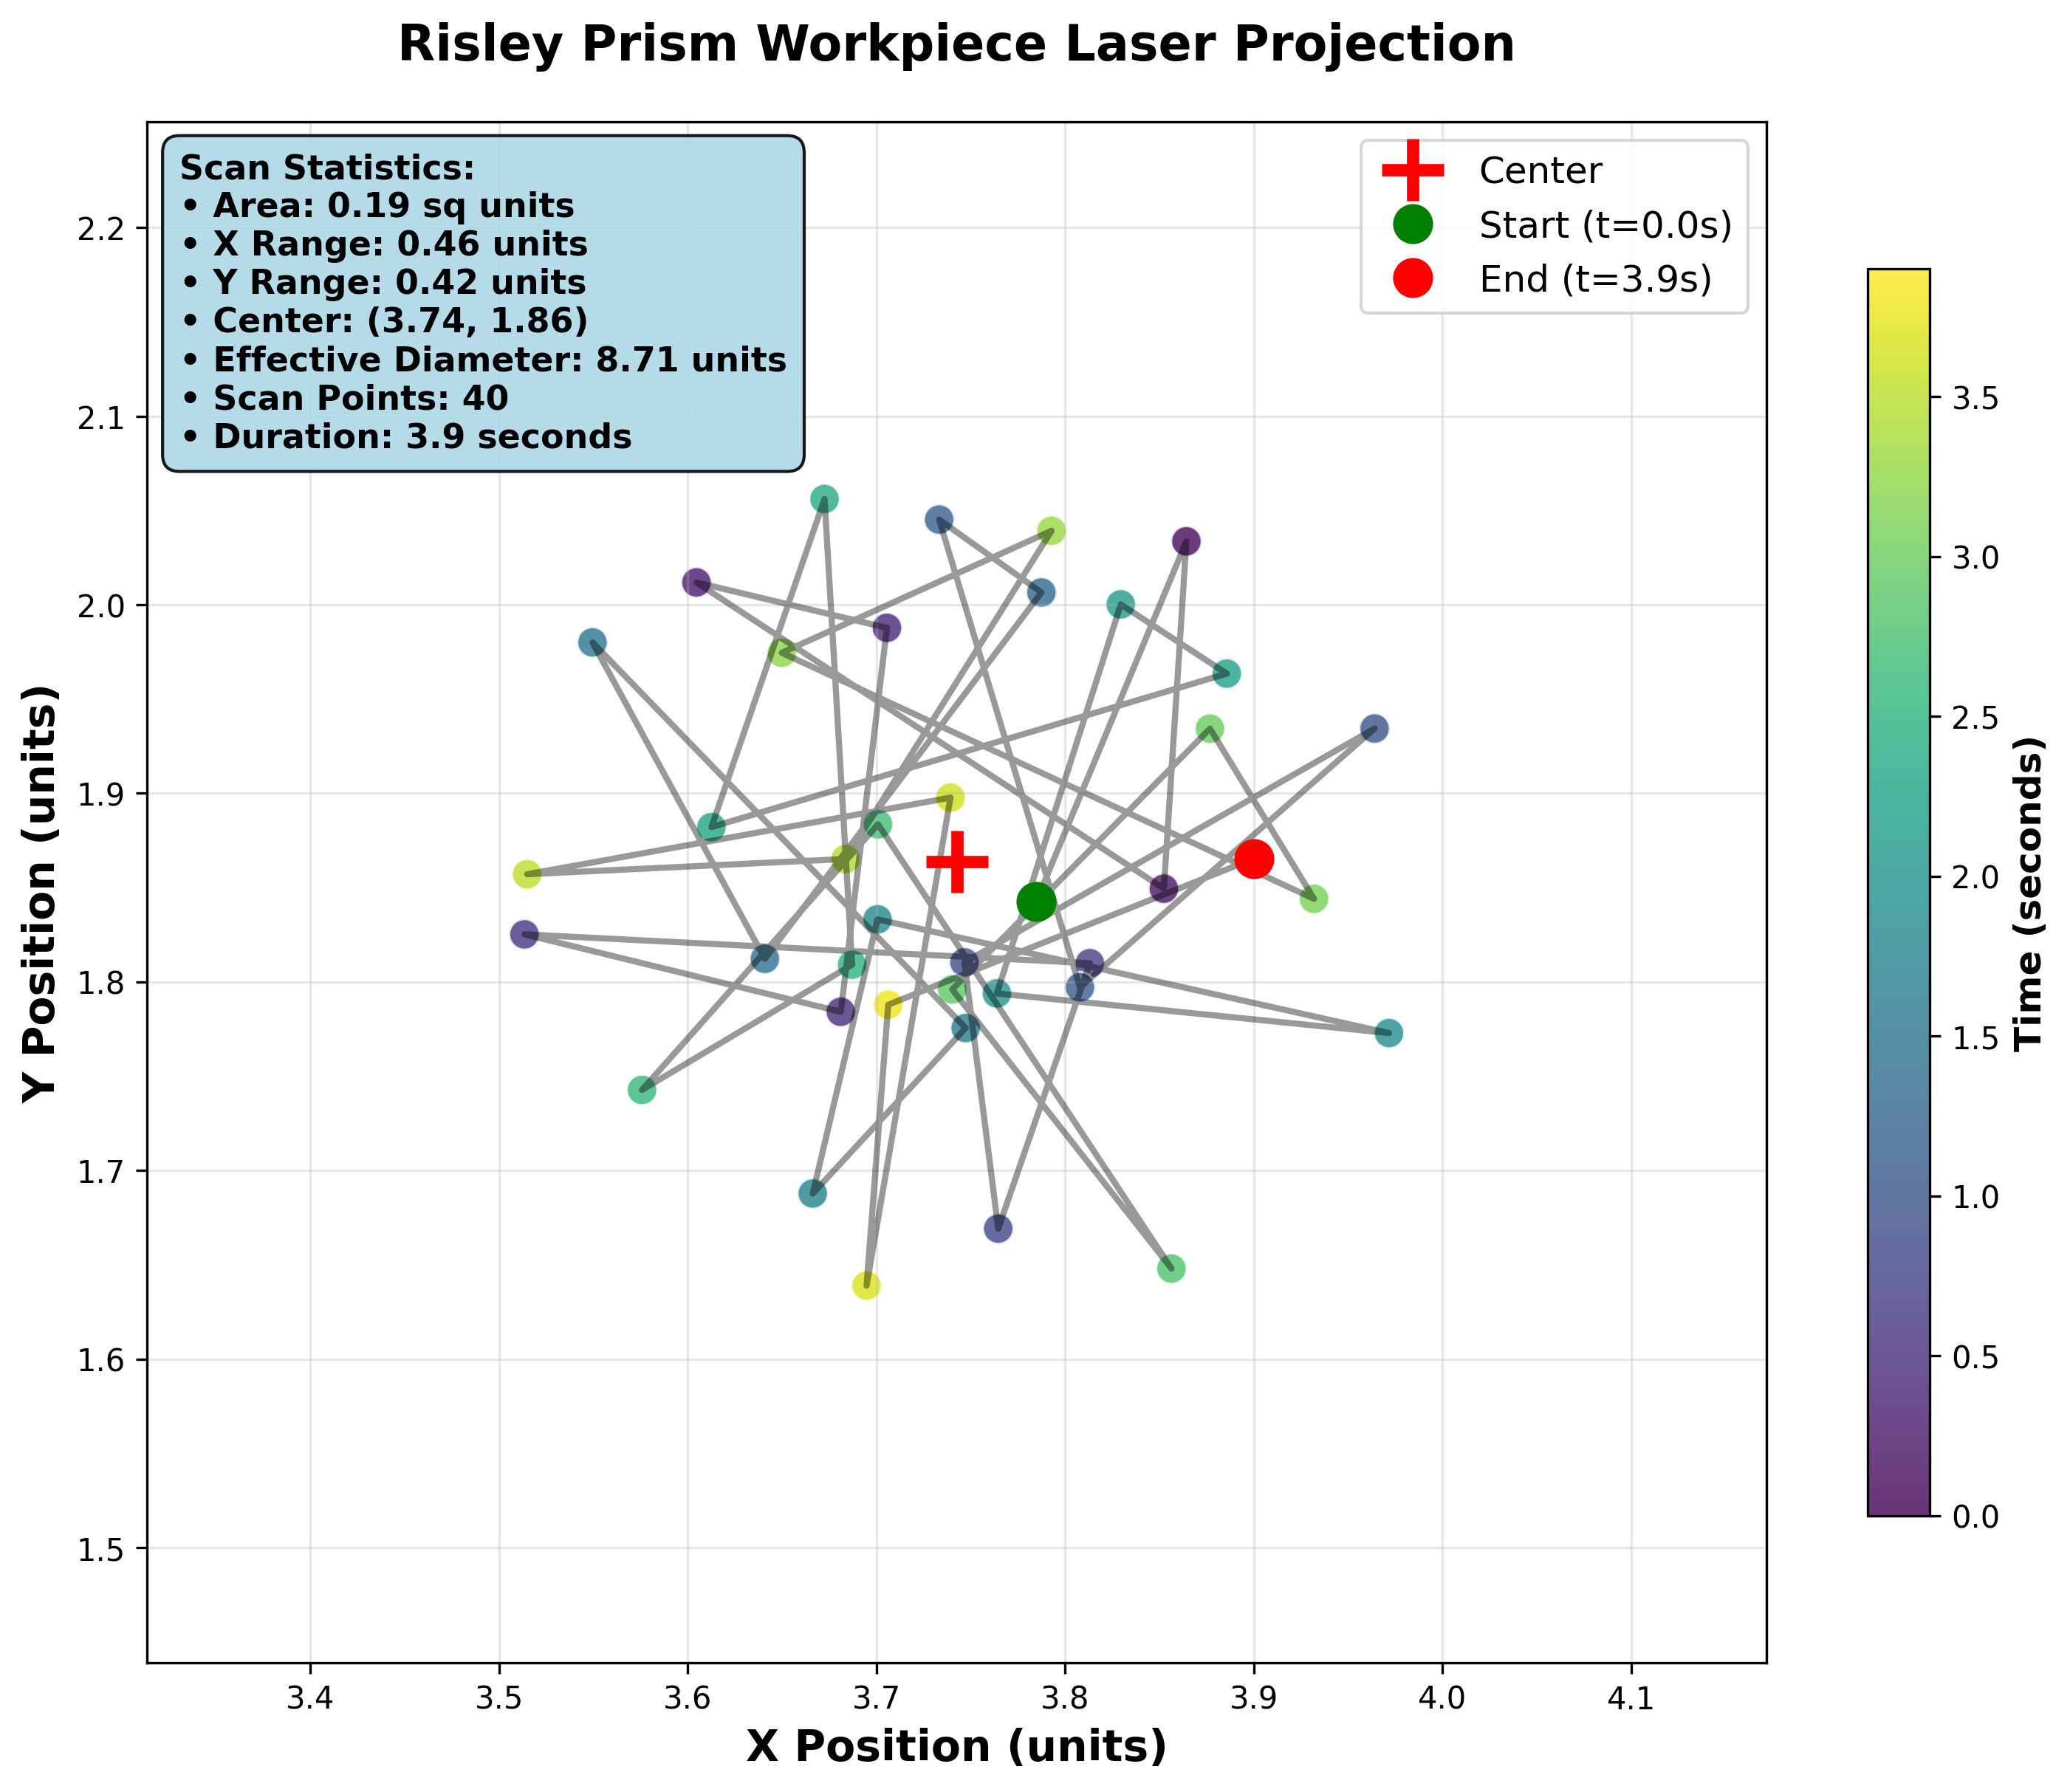 Risley Prism Workpiece Laser Projection
Scan Statistics:
• Area: 0.19 sq units
• X Range: 0.46 units
• Y Range: 0.42 units
• Center: (3.74, 1.86)
• Effective Diameter: 8.71 units
• Scan Points: 40
• Duration: 3.9 seconds
Center
Start (t=0.0s)
End (t=3.9s)
Y Position (units)
2.2
2.1
2.0
1.9
1.8
1.7
1.6
1.5
3.4 3.5 3.6 3.7 3.8 3.9 4.0 4.1
X Position (units)
3.5
3.0
2.5
2.0
1.5
1.0
0.5
0.0
Time (seconds)